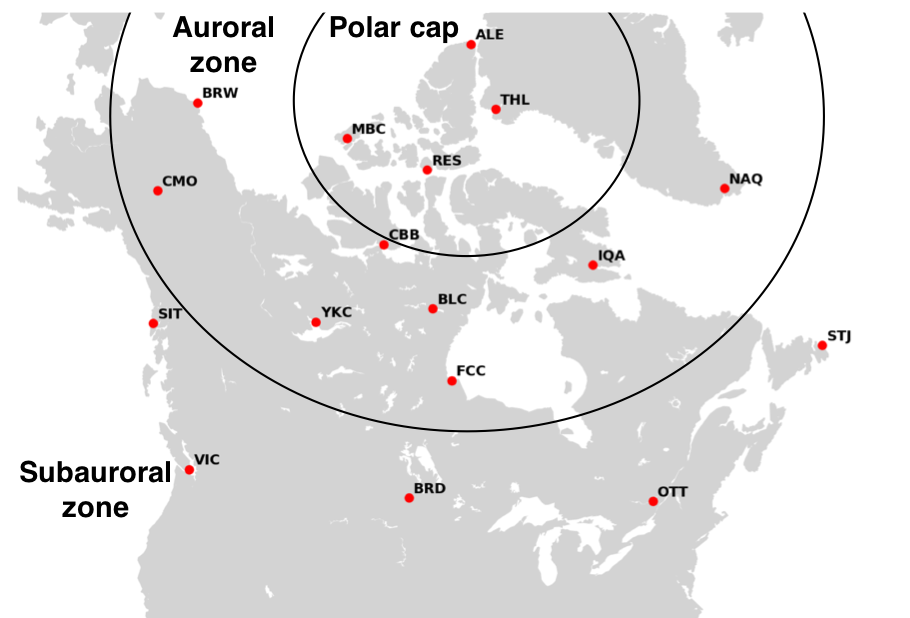 Auroral
zone
Polar cap
ALE
BRW
THL
MBC
RES
CMO
NAQ
CBB
IQA
BLC
SIT
YKC
STJ
FCC
VIC
Subauroral
zone
BRD
OTT